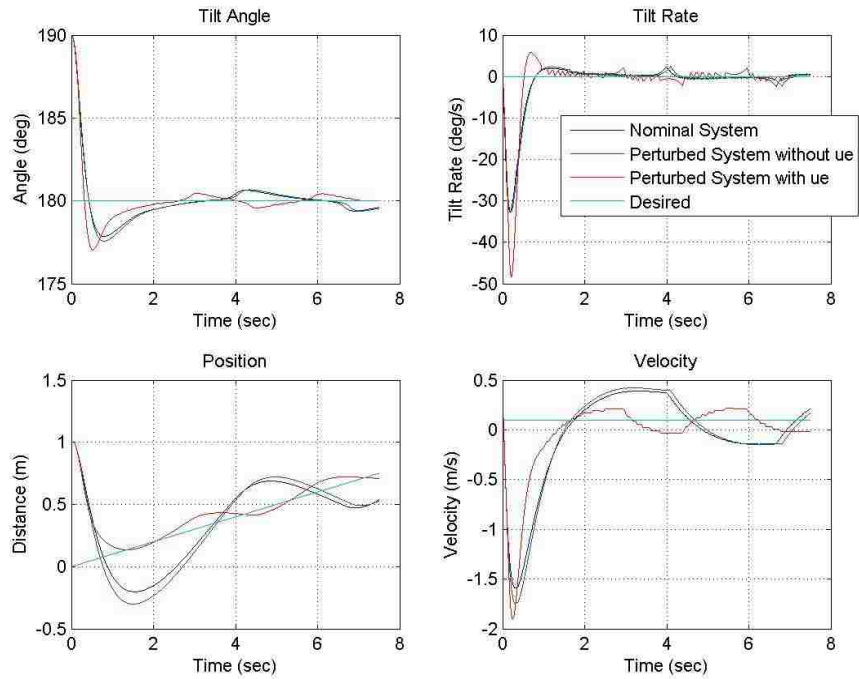 Tilt Angle
190
185
180
175
Angle (deg)
0
2
4
6
8
Time (sec)
Tilt Rate
10
0
-10
-20
-30
-40
-50
Tilt Rate (deg/s)
Nominal System
Perturbed System without ue
Perturbed System with ue
Desired
0
2
4
6
8
Time (sec)
Position
1.5
1
0.5
0
-0.5
Distance (m)
0
2
4
6
8
Time (sec)
Velocity
0.5
0
-0.5
-1
-1.5
-2
Velocity (m/s)
0
2
4
6
8
Time (sec)